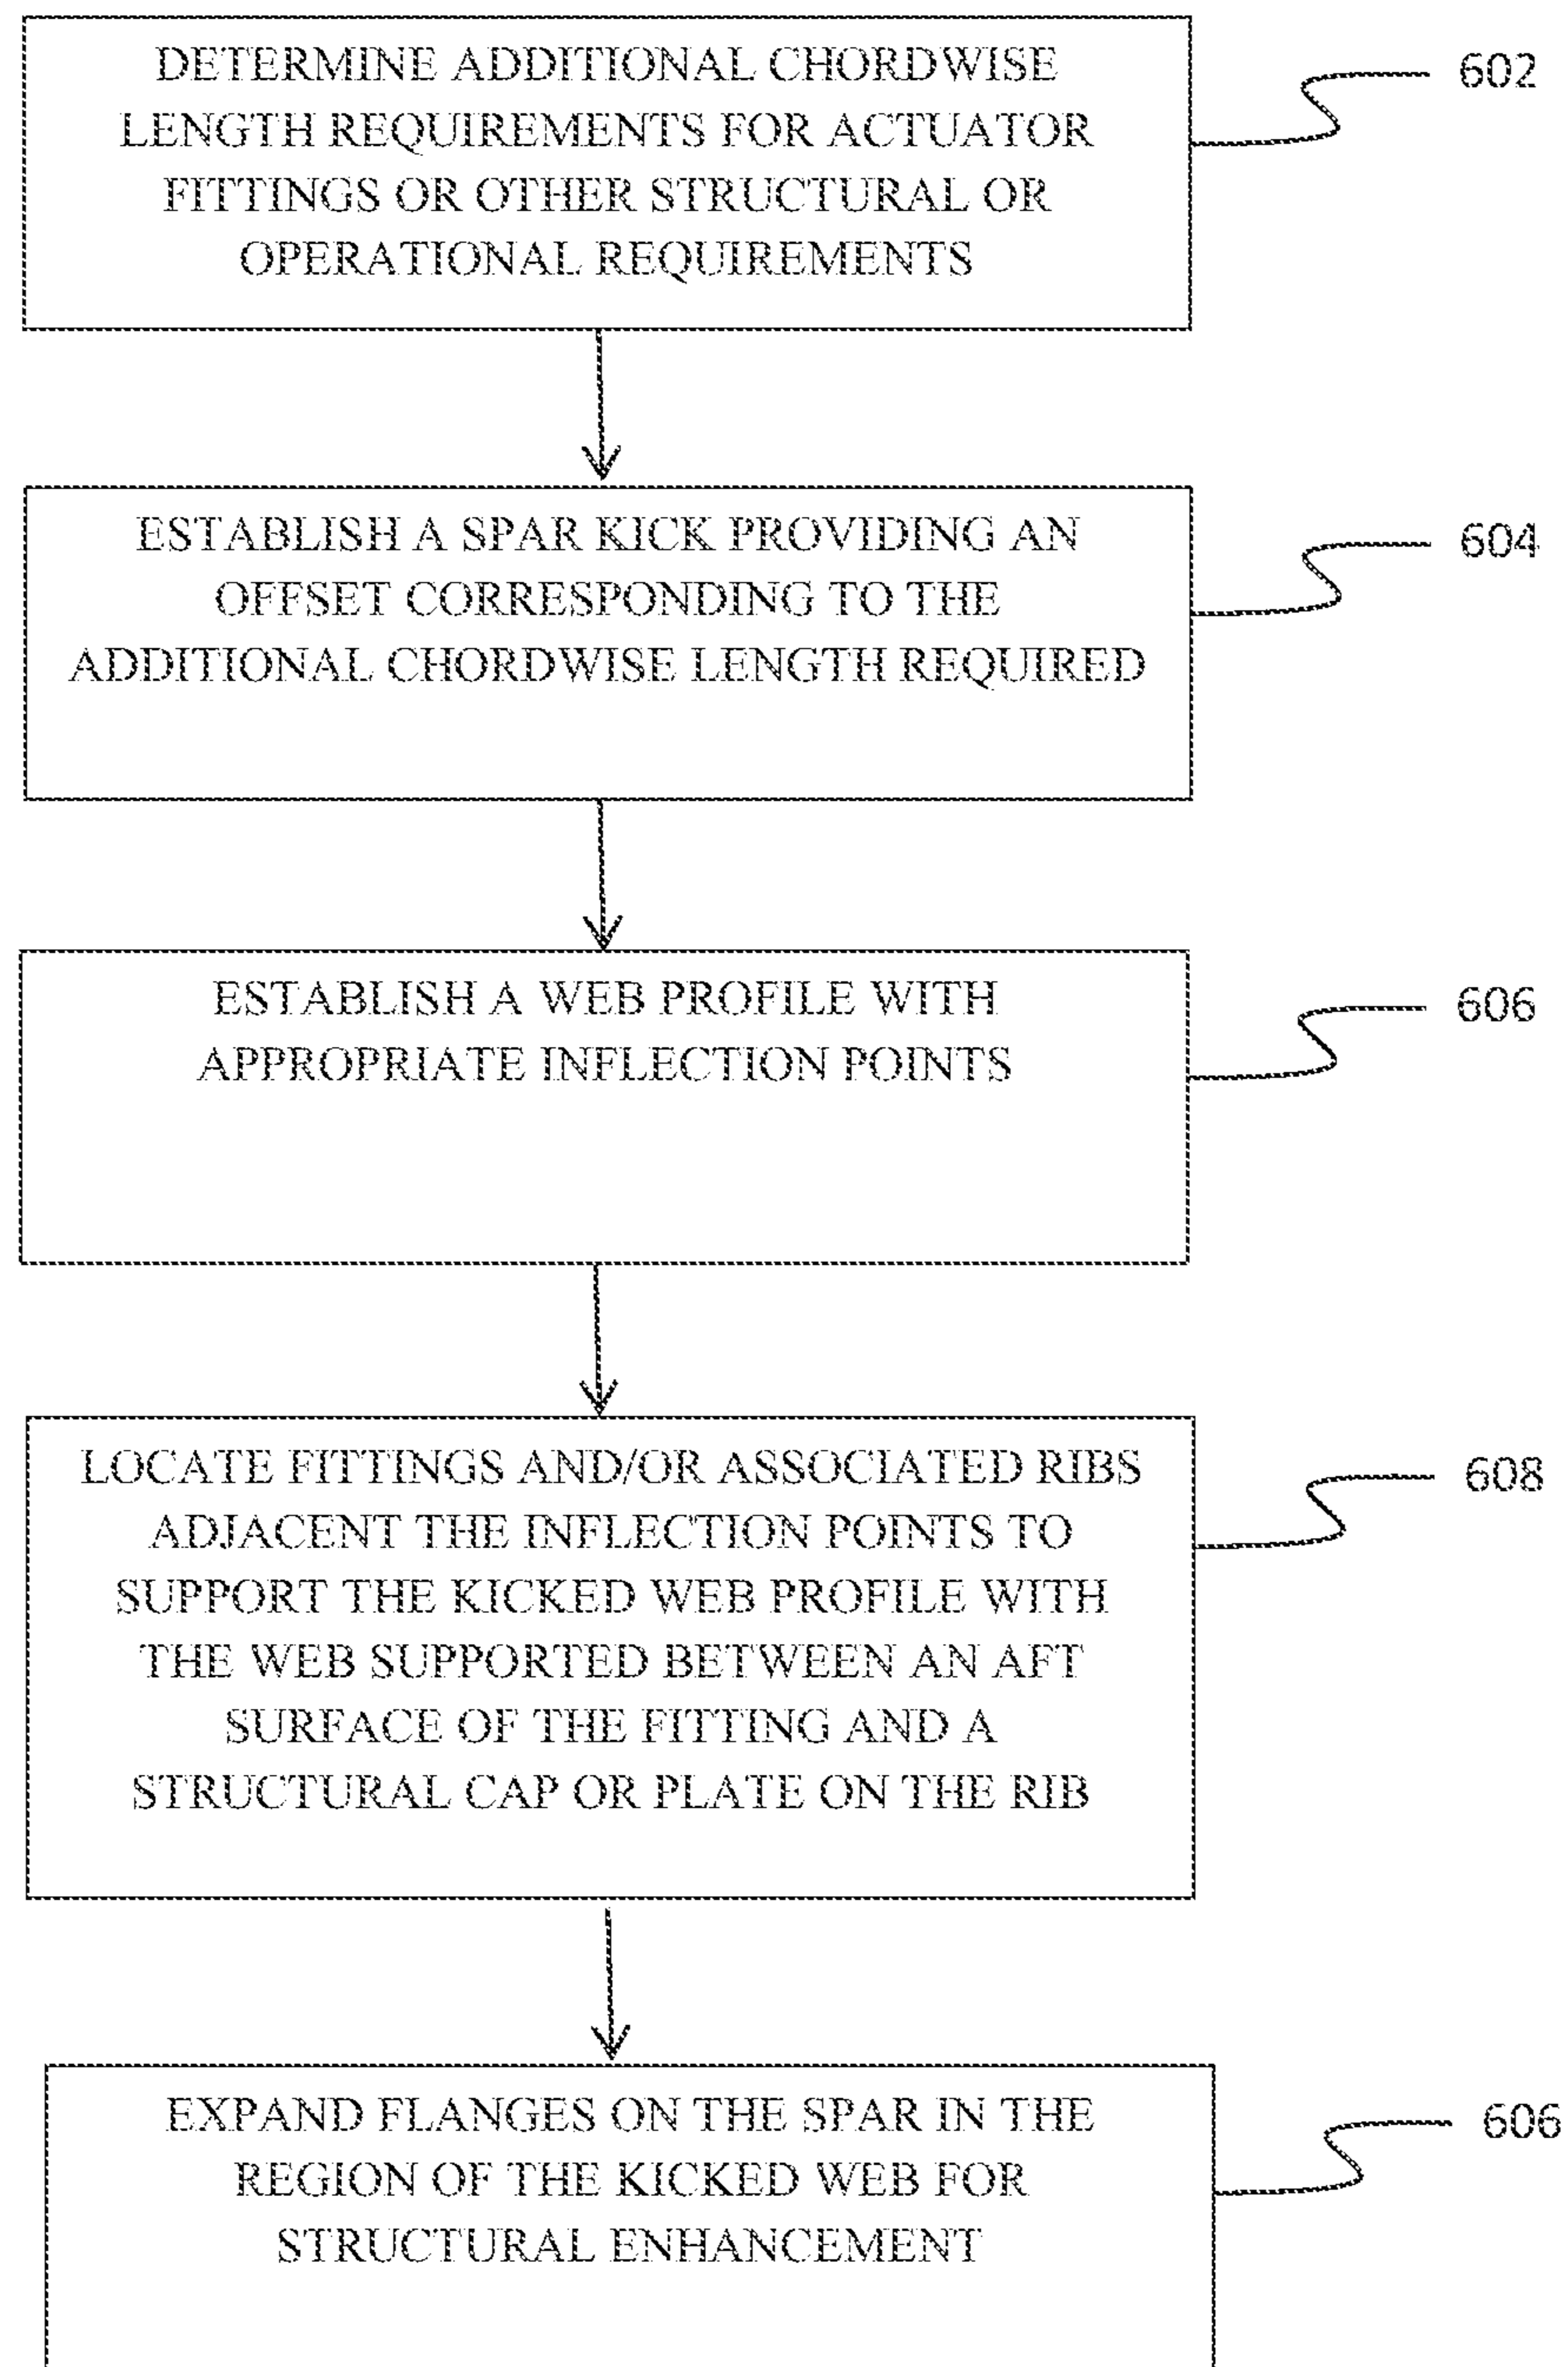 DETERMINE ADDITIONAL CHORDWISE
LENGTH REQUIREMENTS FOR ACTUATOR
FITTINGS OR OTHER STRUCTURAL OR
OPERATIONAL REQUIREMENTS
602
ESTABLISH A SPAR KICK PROVIDING AN
OFFSET CORRESPONDING TO THE
ADDITIONAL CHORDWISE LENGTH REQUIRED
604
ESTABLISH A WEB PROFILE WITH
APPROPRIATE INFLECTION POINTS
606
LOCATE FITTINGS AND/OR ASSOCIATED RIBS
ADJACENT THE INFLECTION POINTS TO
SUPPORT THE KICKED WEB PROFILE WITH
THE WEB SUPPORTED BETWEEN AN AFT
SURFACE OF THE FITTING AND A
STRUCTURAL CAP OR PLATE ON THE RIB
608
EXPAND FLANGES ON THE SPAR IN THE
REGION OF THE KICKED WEB FOR
STRUCTURAL ENHANCEMENT
606